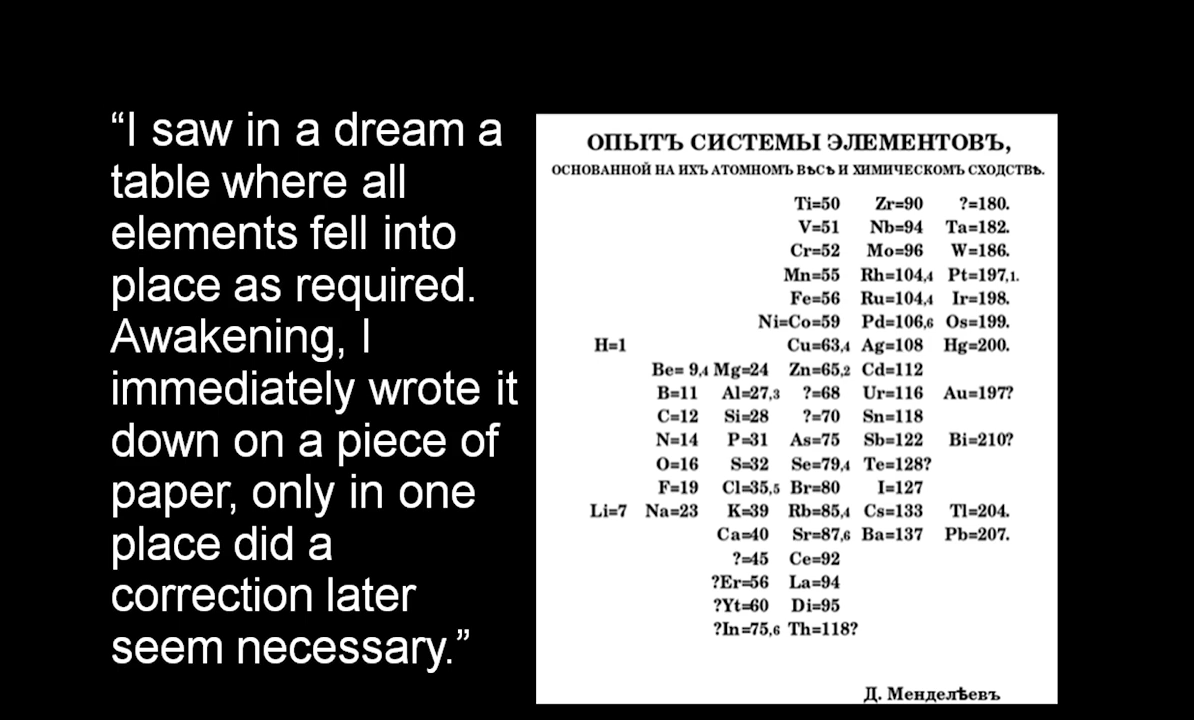 “I saw in a dream a
table where all
elements fell into
place as required.
Awakening, I
immediately wrote it
down on a piece of
paper, only in one
place did a
correction later
seem necessary.”
ОПЫТЪ СИСТЕМЫ ЭЛЕМЕНТОВЪ,
ОСНОВАННОЙ НА ИХЪ АТОМНОМЪ ВѢСѢ И ХИМИЧЕСКОМЪ СХОДСТВѢ.
Ti=50 Zr=90 ?=180.
V=51 Nb=94 Ta=182.
Cr=52 Mo=96 W=186.
Mn=55 Rh=104,4 Pt=197,1.
Fe=56 Ru=104,4 Ir=198.
Ni=Co=59 Pd=106,6 Os=199.
H=1 Cu=63,4 Ag=108 Hg=200.
Be= 9,4 Mg=24 Zn=65,2 Cd=112
B=11 Al=27,3 ?=68 Ur=116 Au=197?
C=12 Si=28 ?=70 Sn=118
N=14 P=31 As=75 Sb=122 Bi=210?
O=16 S=32 Se=79,4 Te=128?
F=19 Cl=35,5 Br=80 I=127
Li=7 Na=23 K=39 Rb=85,4 Cs=133 Tl=204.
Ca=40 Sr=87,6 Ba=137 Pb=207.
?=45 Ce=92
?Er=56 La=94
?Yt=60 Di=95
?In=75,6 Th=118?
Д. Менделѣевъ